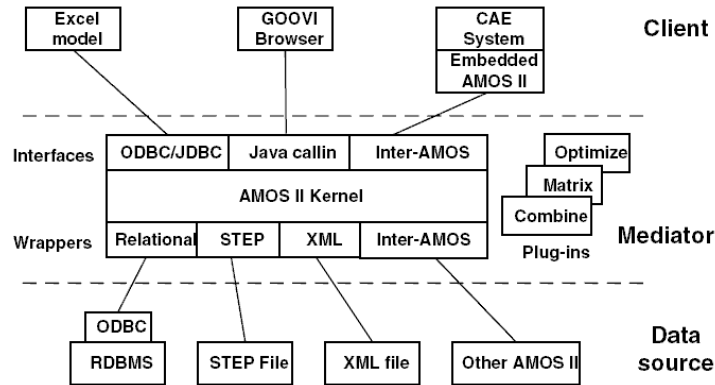 Excel
model
GOOVI
Browser
CAE
System
Embedded
AMOS II
Client
Interfaces
ODBC/JDBC
Java callin
Inter-AMOS
AMOS II Kernel
Wrappers
Relational
STEP
XML
Inter-AMOS
Optimize
Matrix
Combine
Plug-ins
Mediator
ODBC
RDBMS
STEP File
XML file
Other AMOS II
Data
source